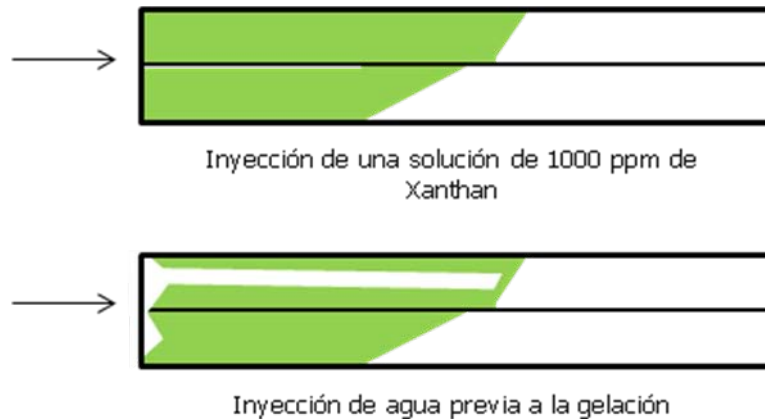 Inyección de una solución de 1000 ppm de
Xanthan
Inyección de agua previa a la gelación